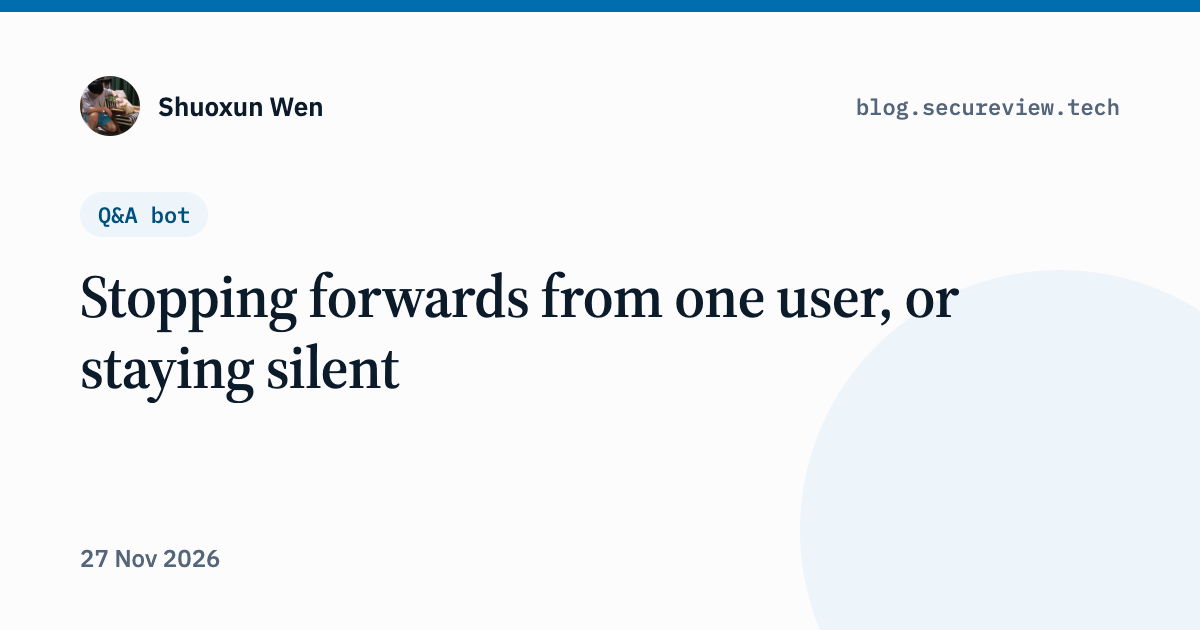 Shuoxun Wen
blog.secureview.tech
Q&A bot
Stopping forwards from one user, or
staying silent
27 Nov 2026